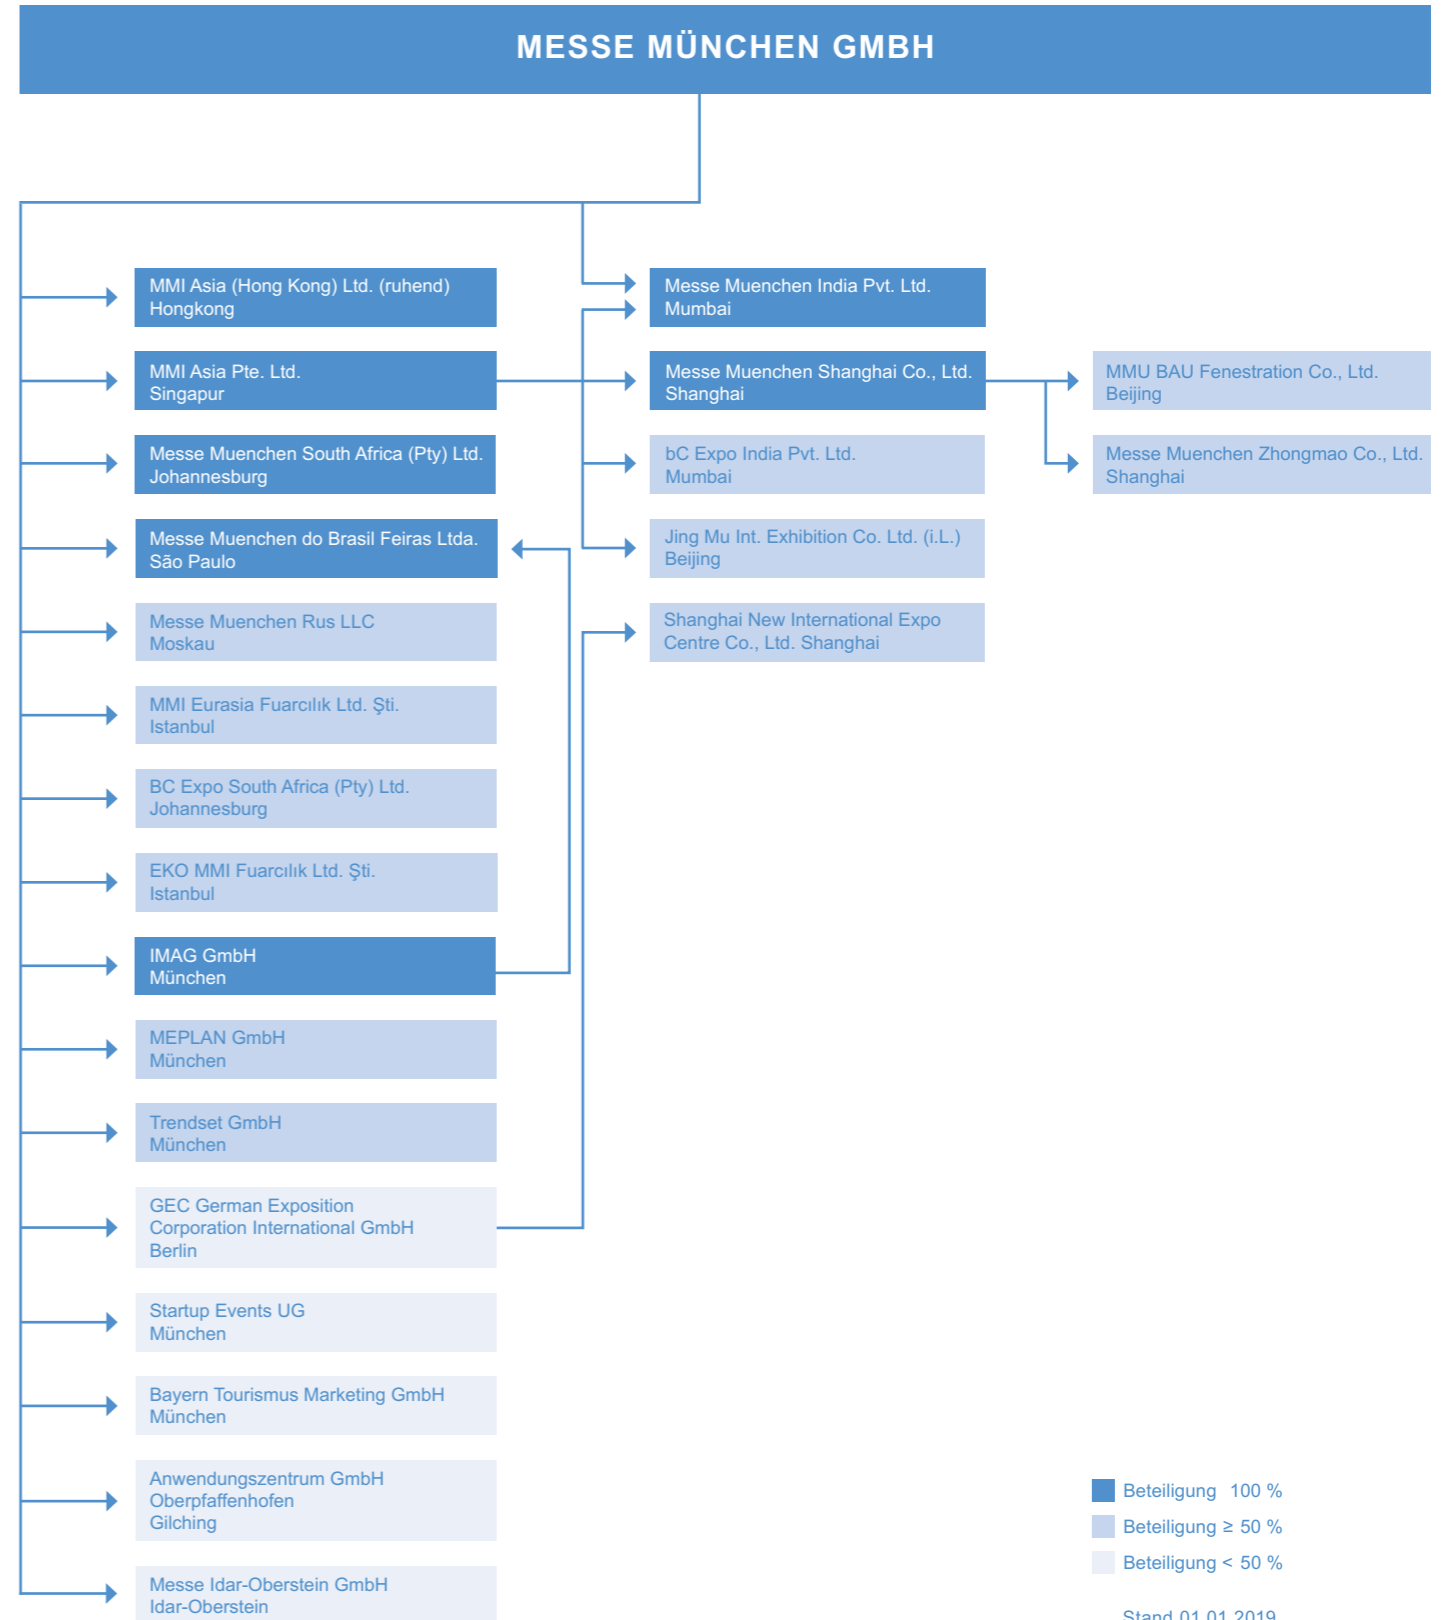 MESSE MÜNCHEN GMBH
MMI Asia (Hong Kong) Ltd. (ruhend)
Hongkong
MMI Asia Pte. Ltd.
Singapur
Messe Muenchen South Africa (Pty) Ltd.
Johannesburg
Messe Muenchen do Brasil Feiras Ltda.
São Paulo
Messe Muenchen Rus LLC
Moskau
MMI Eurasia Fuarcılık Ltd. Şti.
Istanbul
BC Expo South Africa (Pty) Ltd.
Johannesburg
EKO MMI Fuarcılık Ltd. Şti.
Istanbul
IMAG GmbH
München
MEPLAN GmbH
München
Trendset GmbH
München
GEC German Exposition
Corporation International GmbH
Berlin
Startup Events UG
München
Bayern Tourismus Marketing GmbH
München
Anwendungszentrum GmbH
Oberpfaffenhofen
Gilching
Messe Idar-Oberstein GmbH
Idar-Oberstein
Messe Muenchen India Pvt. Ltd.
Mumbai
Messe Muenchen Shanghai Co., Ltd.
Shanghai
bC Expo India Pvt. Ltd.
Mumbai
Jing Mu Int. Exhibition Co. Ltd. (i.L.)
Beijing
Shanghai New International Expo
Centre Co., Ltd. Shanghai
MMU BAU Fenestration Co., Ltd.
Beijing
Messe Muenchen Zhongmao Co., Ltd.
Shanghai
Beteiligung 100 %
Beteiligung ≥ 50 %
Beteiligung < 50 %
Stand 01.01.2019